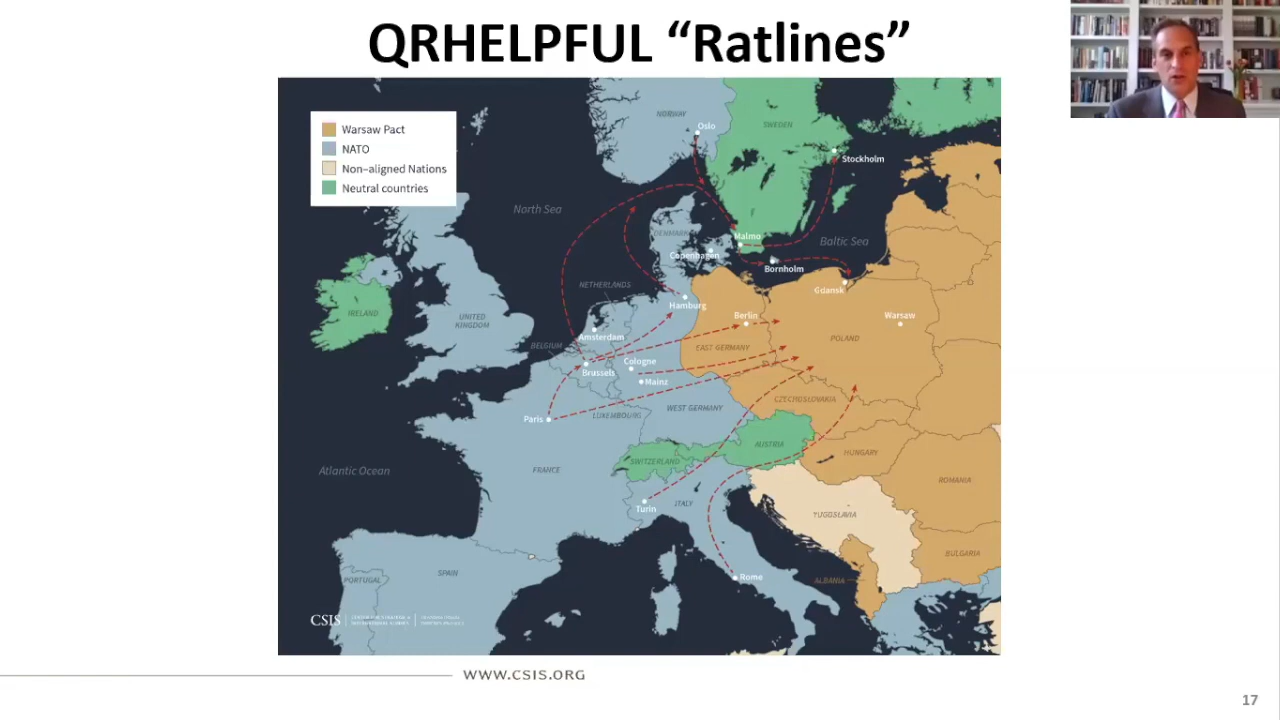 QRHELPFUL “Ratlines”
Warsaw Pact
NATO
Non-aligned Nations
Neutral countries
NORWAY
Oslo
SWEDEN
Stockholm
North Sea
DENMARK
Malmo
Baltic Sea
Copenhagen
Bornholm
Gdansk
NETHERLANDS
Hamburg
IRELAND
UNITED
KINGDOM
Berlin
Warsaw
Amsterdam
BELGIUM
EAST GERMANY
POLAND
Cologne
Brussels
Mainz
CZECHOSLOVAKIA
Paris
LUXEMBOURG
WEST GERMANY
AUSTRIA
HUNGARY
SWITZERLAND
Atlantic Ocean
FRANCE
ROMANIA
ITALY
Turin
YUGOSLAVIA
BULGARIA
SPAIN
PORTUGAL
Rome
ALBANIA
CSIS
WWW.CSIS.ORG
17